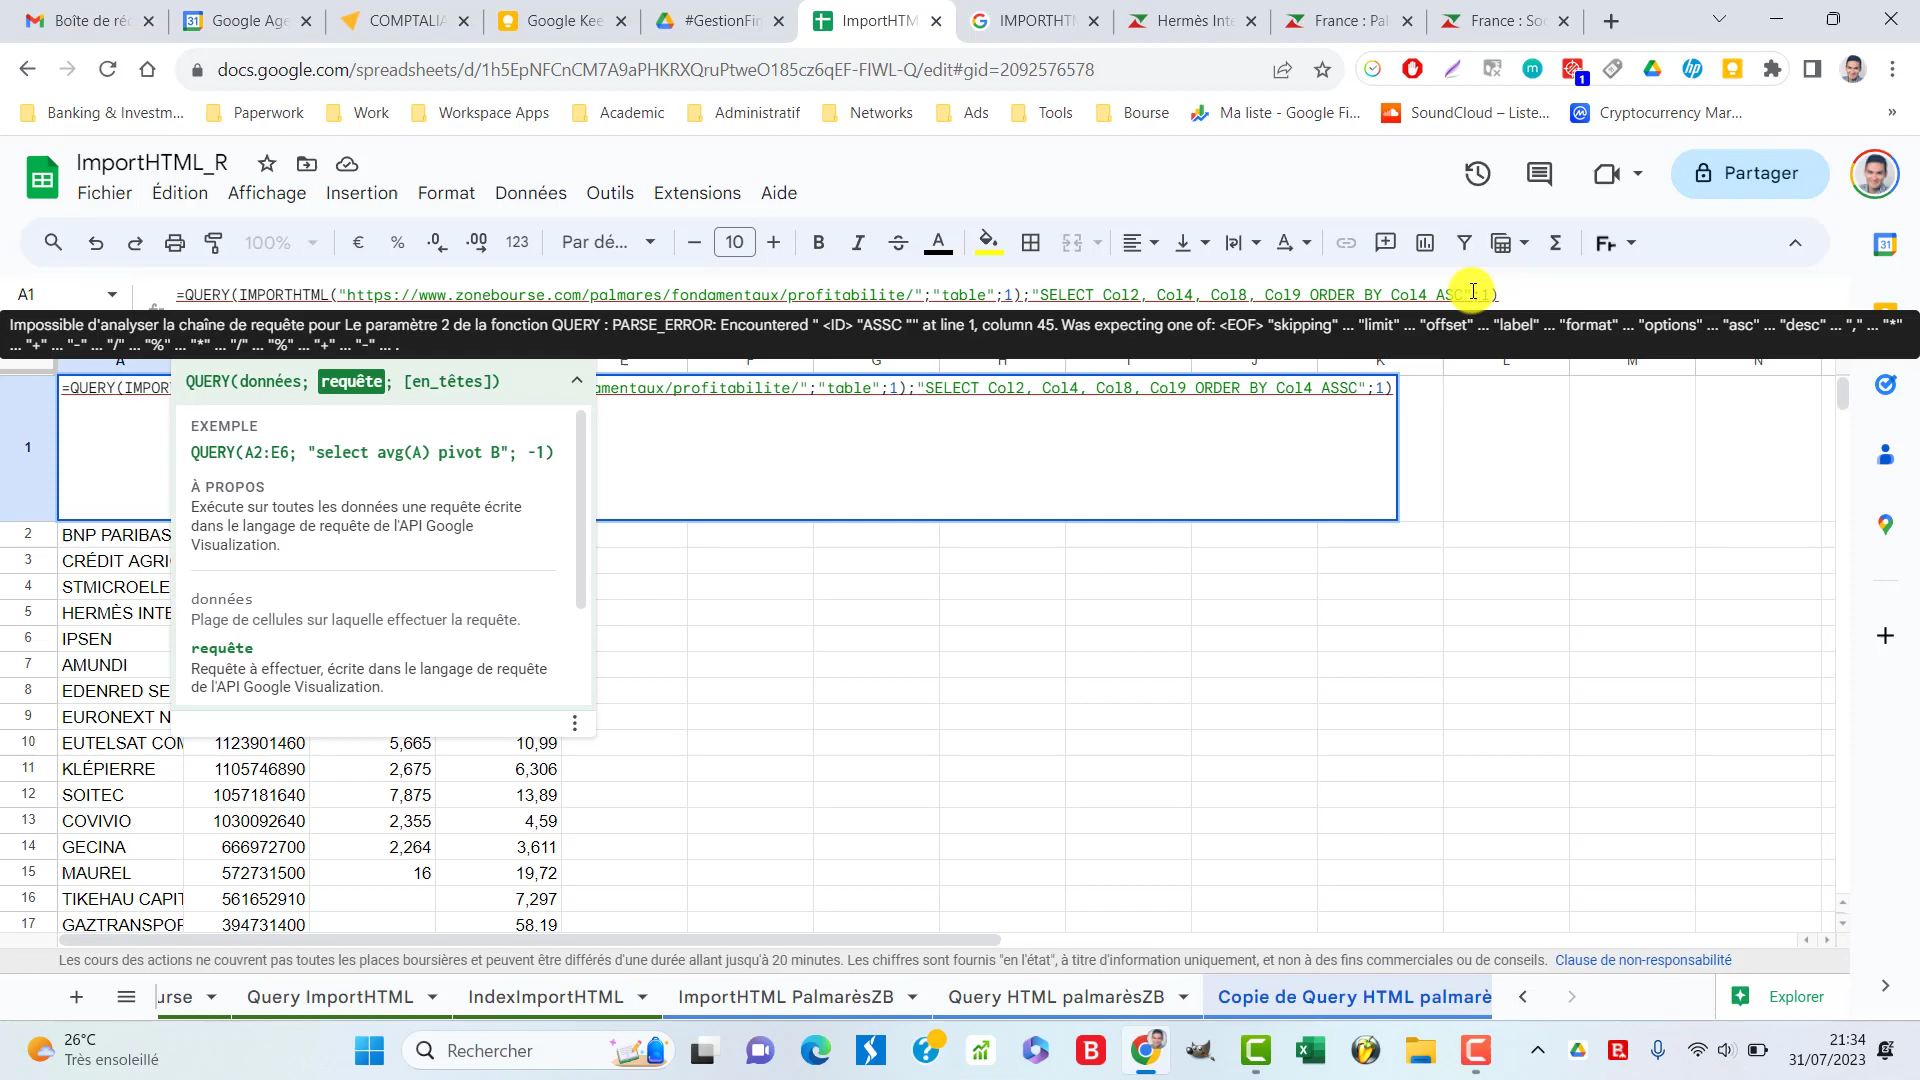 Boîte de ré
Google Age
COMPTALIA
Google Kee
#GestionFin
ImportHTM
IMPORTHT
Hermès Inte
France : Pal
France : Soc
docs.google.com/spreadsheets/d/1h5EpNFCnCM7A9aPHKRXQruPtweO185cz6qEF-FIWL-Q/edit#gid=2092576578
1
Banking & Investm...
Paperwork
Work
Workspace Apps
Academic
Administratif
Networks
Ads
Tools
Bourse
Ma liste - Google Fi...
SoundCloud – Liste...
Cryptocurrency Mar...
»
ImportHTML_R
Fichier
Édition
Affichage
Insertion
Format
Données
Outils
Extensions
Aide
Partager
100%
€
%
.0
.00
123
Par dé...
10
B
I
A
31
A1
=QUERY(IMPORTHTML("https://www.zonebourse.com/palmares/fondamentaux/profitabilite/";"table";1);"SELECT Col2, Col4, Col8, Col9 ORDER BY Col4 ASC";1)
Impossible d'analyser la chaîne de requête pour Le paramètre 2 de la fonction QUERY : PARSE_ERROR: Encountered " <ID> "ASSC "" at line 1, column 45. Was expecting one of: <EOF> "skipping" ... "limit" ... "offset" ... "label" ... "format" ... "options" ... "asc" ... "desc" ... "," ... "*"
... "+" ... "-" ... "/" ... "%" ... "*" ... "/" ... "%" ... "+" ... "-" ... .
A E F G H I J K L M N
1
=QUERY(IMPOR
amentaux/profitabilite/";"table";1);"SELECT Col2, Col4, Col8, Col9 ORDER BY Col4 ASSC";1)
QUERY(données; requête; [en_têtes])
EXEMPLE
QUERY(A2:E6; "select avg(A) pivot B"; -1)
À PROPOS
Exécute sur toutes les données une requête écrite
dans le langage de requête de l'API Google
Visualization.
données
Plage de cellules sur laquelle effectuer la requête.
requête
Requête à effectuer, écrite dans le langage de requête
de l'API Google Visualization.
2 BNP PARIBAS
3 CRÉDIT AGRI
4 STMICROELE
5 HERMÈS INTE
6 IPSEN
7 AMUNDI
8 EDENRED SE
9 EURONEXT N
10 EUTELSAT COM 1123901460 5,665 10,99
11 KLÉPIERRE 1105746890 2,675 6,306
12 SOITEC 1057181640 7,875 13,89
13 COVIVIO 1030092640 2,355 4,59
14 GECINA 666972700 2,264 3,611
15 MAUREL 572731500 16 19,72
16 TIKEHAU CAPIT 561652910 7,297
17 GAZTRANSPOR 394731400 58,19
Les cours des actions ne couvrent pas toutes les places boursières et peuvent être différés d'une durée allant jusqu'à 20 minutes. Les chiffres sont fournis "en l'état", à titre d'information uniquement, et non à des fins commerciales ou de conseils. Clause de non-responsabilité
urse
Query ImportHTML
IndexImportHTML
ImportHTML PalmarèsZB
Query HTML palmarèsZB
Copie de Query HTML palmarè
Explorer
26°C
Très ensoleillé
Rechercher
21:34
31/07/2023